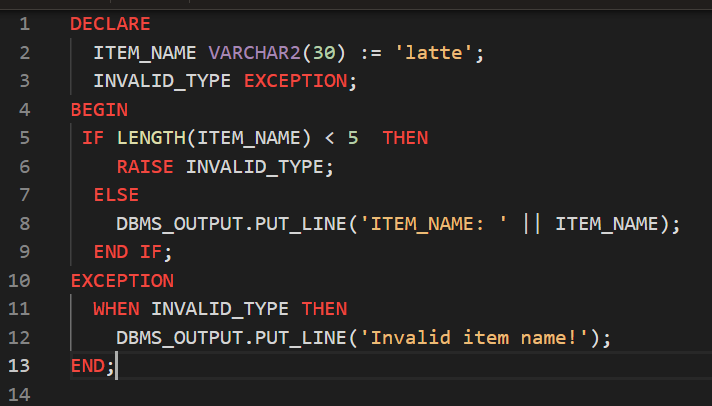 1 DECLARE
2 ITEM_NAME VARCHAR2(30) := 'latte';
3 INVALID_TYPE EXCEPTION;
4 BEGIN
5 IF LENGTH(ITEM_NAME) < 5  THEN
6 RAISE INVALID_TYPE;
7 ELSE
8 DBMS_OUTPUT.PUT_LINE('ITEM_NAME: ' || ITEM_NAME);
9 END IF;
10 EXCEPTION
11 WHEN INVALID_TYPE THEN
12 DBMS_OUTPUT.PUT_LINE('Invalid item name!');
13 END;
14